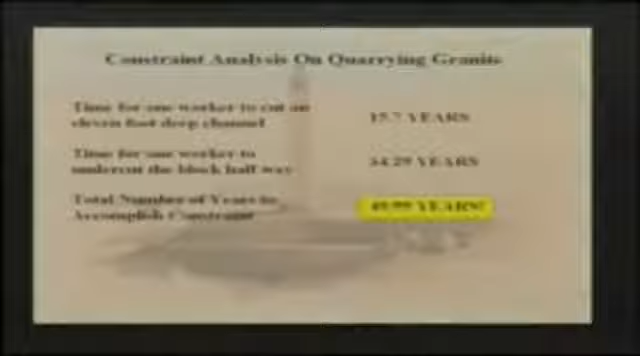 Constraint Analysis On Quarrying Granite
Time for one worker to cut an
eleven foot deep channel
15.7 YEARS
Time for one worker to
undercut the block half way
34.29 YEARS
Total Number of Years to
Accomplish Constraint
49.99 YEARS!